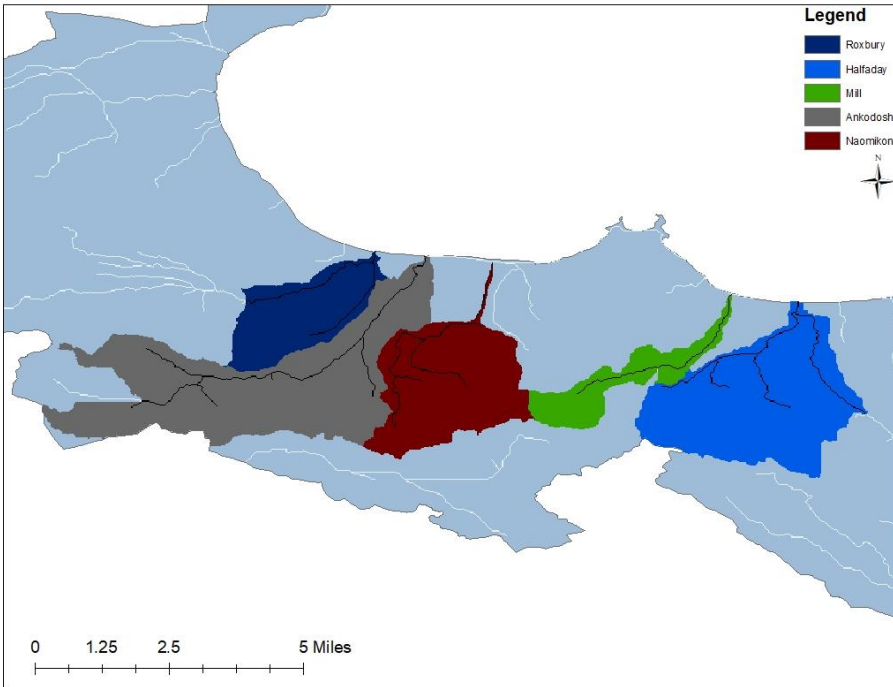 Legend
Roxbury
Halfaday
Mill
Ankodosh
Naomikon
N
0 1.25 2.5 5 Miles